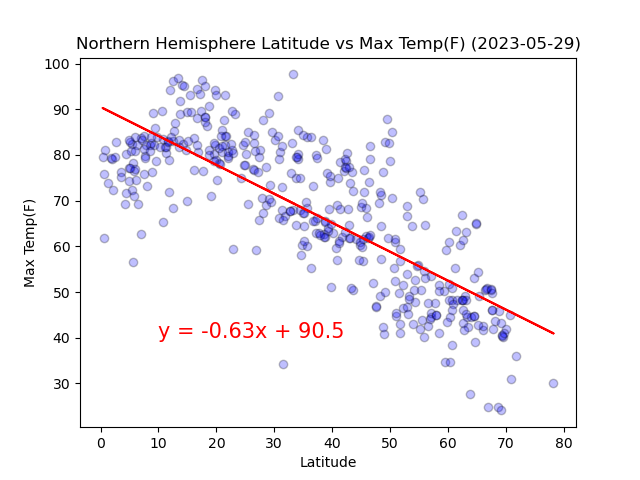 Northern Hemisphere Latitude vs Max Temp(F) (2023-05-29)
100
90
80
70
60
50
40
30
Max Temp(F)
y = -0.63x + 90.5
0 10 20 30 40 50 60 70 80
Latitude